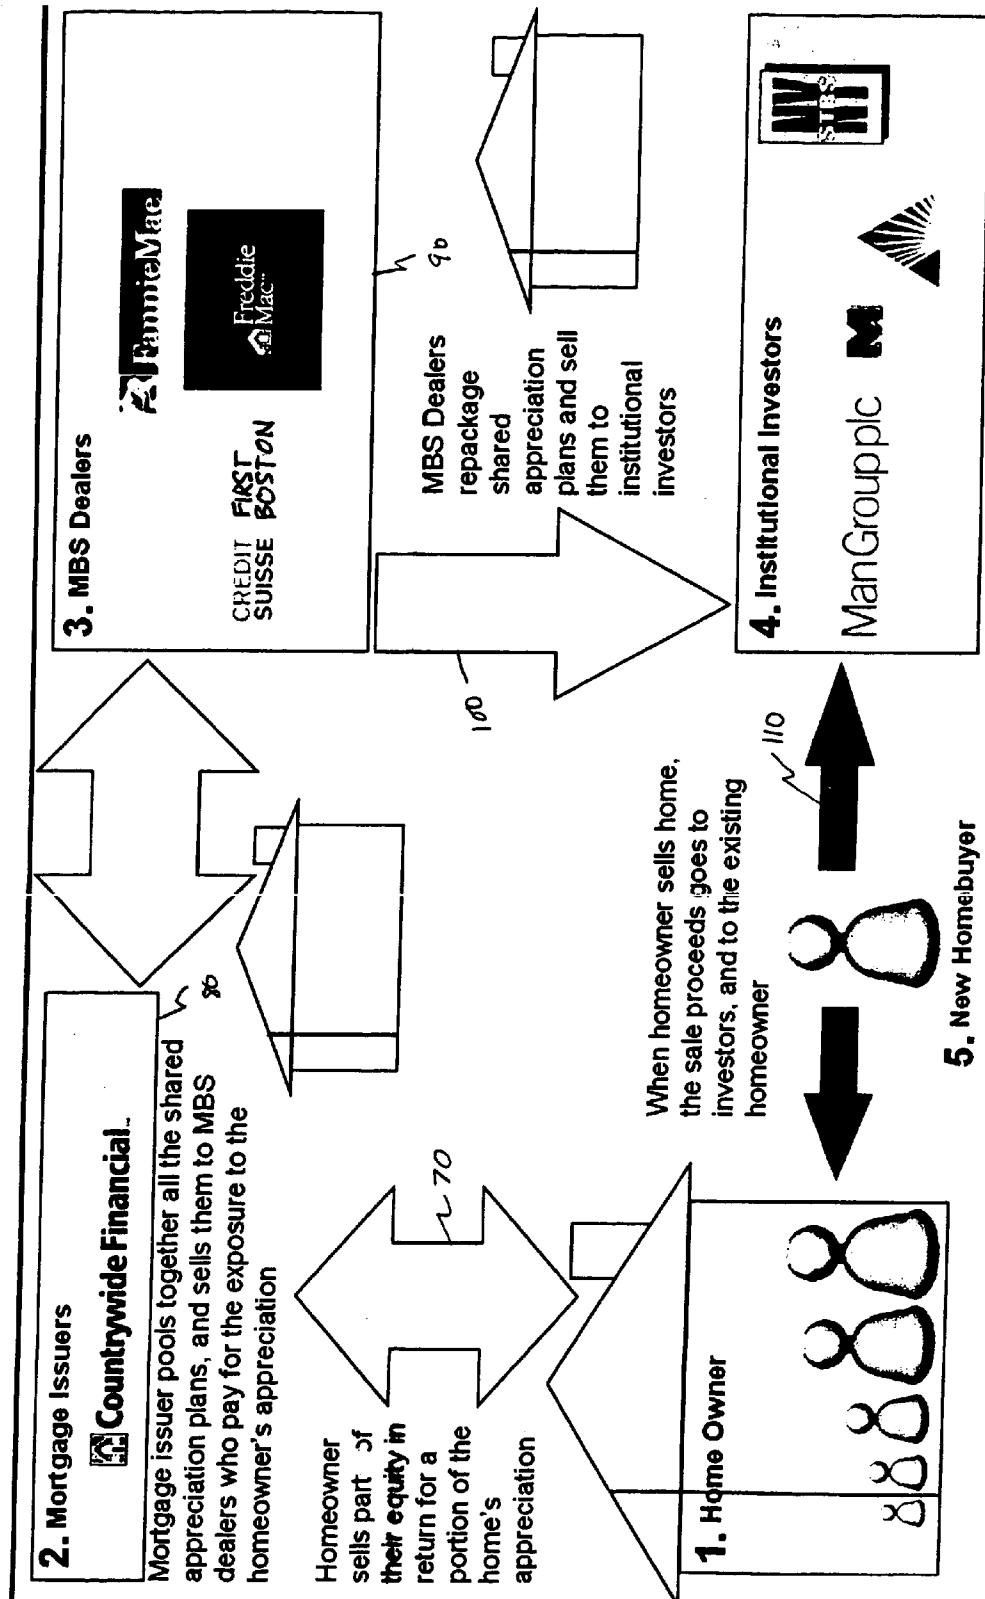 2. Mortgage Issuers
Countrywide Financial
Mortgage issuer pools together all the shared
appreciation plans, and sells them to MBS
dealers who pay for the exposure to the
homeowner's appreciation
80
3. MBS Dealers
FannieMae
CREDIT FIRST
SUISSE BOSTON
Freddie
Mac
90
Homeowner
sells part of
their equity in
return for a
portion of the
home's
appreciation
70
100
MBS Dealers
repackage
shared
appreciation
plans and sell
them to
institutional
investors
1. Home Owner
When homeowner sells home,
the sale proceeds goes to
investors, and to the existing
homeowner
110
5. New Homebuyer
4. Institutional Investors
ManGroupplc
M